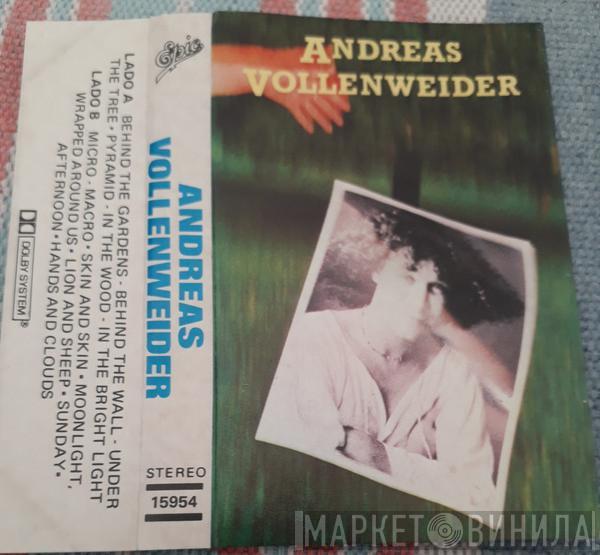 LADO A BEHIND THE GARDENS - BEHIND THE WALL - UNDER
THE TREE • PYRAMID - IN THE WOOD - IN THE BRIGHT LIGHT
LADO B MICRO - MACRO • SKIN AND SKIN • MOONLIGHT,
WRAPPED AROUND US • LION AND SHEEP • SUNDAY •
AFTERNOON • HANDS AND CLOUDS
DOLBY SYSTEM®
Epic
ANDREAS
VOLLENWEIDER
STEREO
15954
ANDREAS
VOLLENWEIDER
МАРКЕТ ВИНИЛА